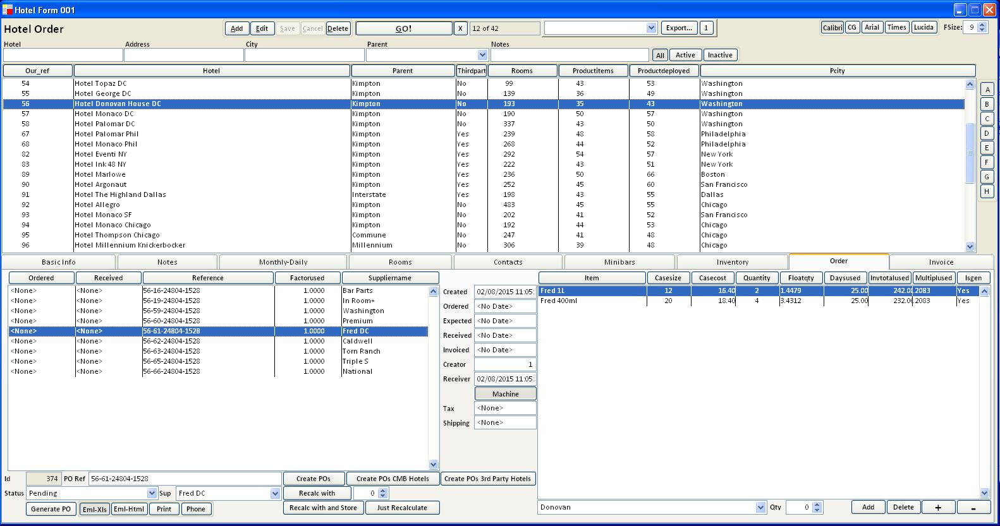 Hotel Form 001
Hotel Order Add Edit Save Cancel Delete GO! X 12 of 42 Export... 1 Calibri CG Arial Times Lucida FSize: 9
Hotel Address City Parent Notes
All Active Inactive
Our_ref Hotel Parent Thirdpart Rooms Productitems Productdeployed Pcity
54 Hotel Topaz DC Kimpton No 99 43 53 Washington
55 Hotel George DC Kimpton No 139 36 49 Washington
56 Hotel Donovan House DC Kimpton No 193 35 43 Washington
57 Hotel Monaco DC Kimpton No 190 50 57 Washington
58 Hotel Palomar DC Kimpton No 337 43 50 Washington
67 Hotel Palomar Phil Kimpton Yes 239 48 58 Philadelphia
68 Hotel Monaco Phil Kimpton Yes 268 44 52 Philadelphia
82 Hotel Eventi NY Kimpton Yes 292 54 57 New York
83 Hotel Ink 48 NY Kimpton Yes 222 43 51 New York
89 Hotel Marlowe Kimpton Yes 236 50 66 Boston
90 Hotel Argonaut Kimpton Yes 252 45 60 San Francisco
91 Hotel The Highland Dallas Interstate Yes 198 43 55 Dallas
92 Hotel Allegro Kimpton No 483 45 55 Chicago
93 Hotel Monaco SF Kimpton No 202 41 52 San Francisco
94 Hotel Monaco Chicago Kimpton No 192 44 53 Chicago
95 Hotel Thompson Chicago Commune No 247 41 48 Chicago
96 Hotel Millennium Knickerbocker Millennium No 306 39 48 Chicago
A
B
C
D
E
F
G
H
Basic Info Notes Monthly-Daily Rooms Contacts Minibars Inventory Order Invoice
Ordered Received Reference Factorused Suppliername
<None> <None> 56-16-24804-1528 1.0000 Bar Parts
<None> <None> 56-19-24804-1528 1.0000 In Room+
<None> <None> 56-59-24804-1528 1.0000 Washington
<None> <None> 56-60-24804-1528 1.0000 Premium
<None> <None> 56-61-24804-1528 1.0000 Fred DC
<None> <None> 56-62-24804-1528 1.0000 Caldwell
<None> <None> 56-63-24804-1528 1.0000 Torn Ranch
<None> <None> 56-65-24804-1528 1.0000 Triple S
<None> <None> 56-66-24804-1528 1.0000 National
Created 02/08/2015 11:05:
Ordered <No Date>
Expected <No Date>
Received <No Date>
Invoiced <No Date>
Creator 1
Receiver 02/08/2015 11:05:
Machine
Tax <None>
Shipping <None>
Item Casesize Casecost Quantity Floatqty Daysused Invtotalused Multiplused Isgen
Fred 1L 12 16.40 2 1.4479 25.00 242.00 .2083 Yes
Fred 400ml 20 18.40 4 3.4312 25.00 232.00 .2083 Yes
Id 374 PO Ref 56-61-24804-1528 Create POs Create POs CMB Hotels Create POs 3rd Party Hotels
Status Pending Sup Fred DC Recalc with 0
Generate PO Eml-Xls Eml-Html Print Phone Recalc with and Store Just Recalculate
Donovan Qty 0 Add Delete + -